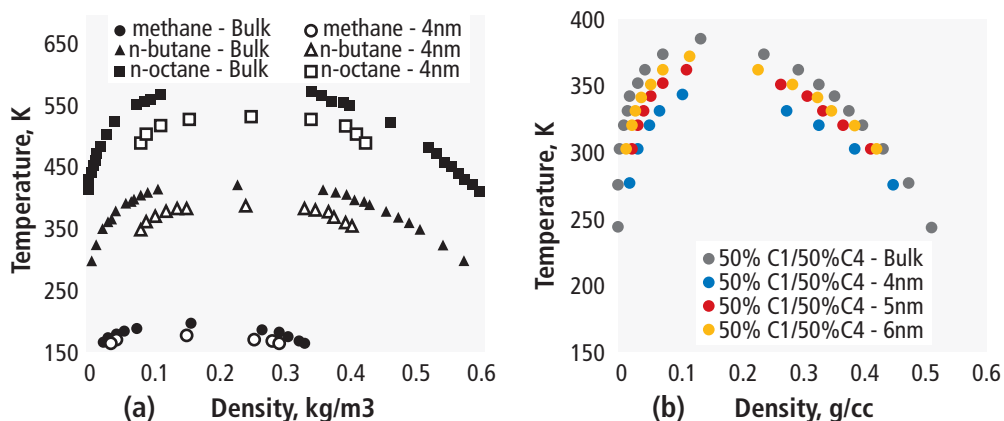 (a)
methane - Bulk
methane - 4nm
n-butane - Bulk
n-butane - 4nm
n-octane - Bulk
n-octane - 4nm
Temperature, K
650
550
450
350
250
150
0 0.1 0.2 0.3 0.4 0.5 0.6
(a) Density, kg/m3
(b)
Temperature, K
400
350
300
250
200
50% C1/50%C4 - Bulk
50% C1/50%C4 - 4nm
50% C1/50%C4 - 5nm
50% C1/50%C4 - 6nm
0 0.1 0.2 0.3 0.4 0.5 0.6
(b) Density, g/cc